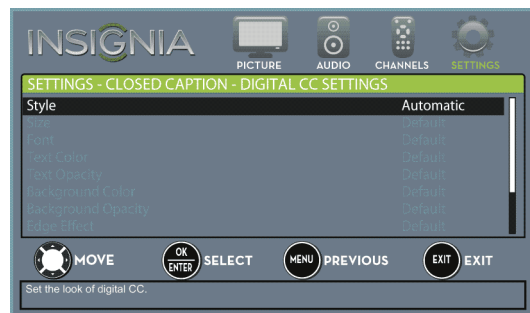 INSIGNIA
PICTURE AUDIO CHANNELS SETTINGS
SETTINGS - CLOSED CAPTION - DIGITAL CC SETTINGS
Style Automatic
Size Default
Font Default
Text Color Default
Text Opacity Default
Background Color Default
Background Opacity Default
Edge Effect Default
MOVE OK ENTER SELECT MENU PREVIOUS EXIT EXIT
Set the look of digital CC.